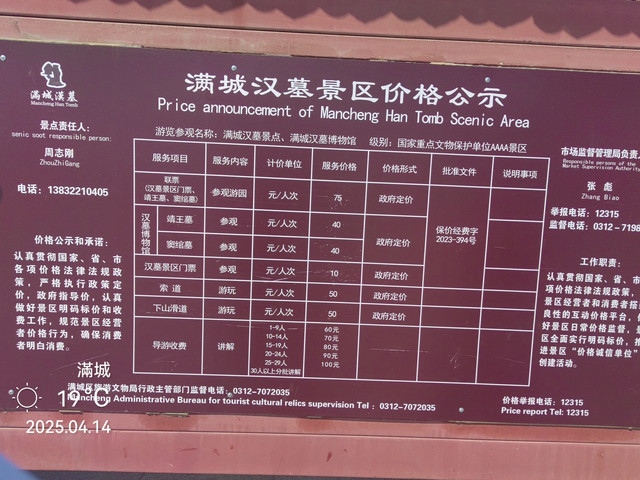 满城汉墓景区价格公示
Price announcement of Mancheng Han Tomb Scenic Area
滿城漢墓
Mancheng Han Tomb
景点责任人：
senic soot responsible person:
周志刚
ZhouZhiGang
电话：13832210405
价格公示和承诺：
认真贯彻国家、省、市
各项价格法律法规政
策，严格执行政策定
价，政府指导价，认真
做好景区明码标价和收
费工作，规范景区经营
者价格行为，确保消费
者明白消费。
游览参观名称：满城汉墓景点、满城汉墓博物馆 级别：国家重点文物保护单位AAAA景区
服务项目 服务内容 计价单位 服务价格 价格形式 批准文件 说明事项
联票
(汉墓景区门票、
靖王墓、窦绾墓) 参观游园 元/人次 75 政府定价
汉墓博物馆
靖王墓 参观 元/人次 40
窦绾墓 参观 元/人次 40
政府定价
保价经费字
2023-394号
汉墓景区门票 参观 元/人次 10 政府定价
索道 游玩 元/人次 50 政府定价
下山滑道 游玩 元/人次 50 政府定价
导游收费 讲解
1-9人 60元
10-14人 70元
15-19人 80元
20-24人 90元
25-29人 100元
30人以上分批讲解
市场监督管理局负责人
Responsible persons of the
Market Supervision Authority
张彪
Zhang Biao
举报电话：12315
监督电话：0312-7198
工作职责：
认真贯彻国家、省、市
项价格法律法规政策，
景区经营者和消费者搭
良性的互动价格平台，
好景区日常价格监督，
区全面实行明码标价，推
进景区“价格诚信单位”
创建活动。
满城区旅游文物局行政主管部门监督电话：0312-7072035
Mancheng Administrative Bureau for tourist cultural relics supervision Tel：0312-7072035
价格举报电话：12315
Price report Tel: 12315
滿城
19℃
2025.04.14